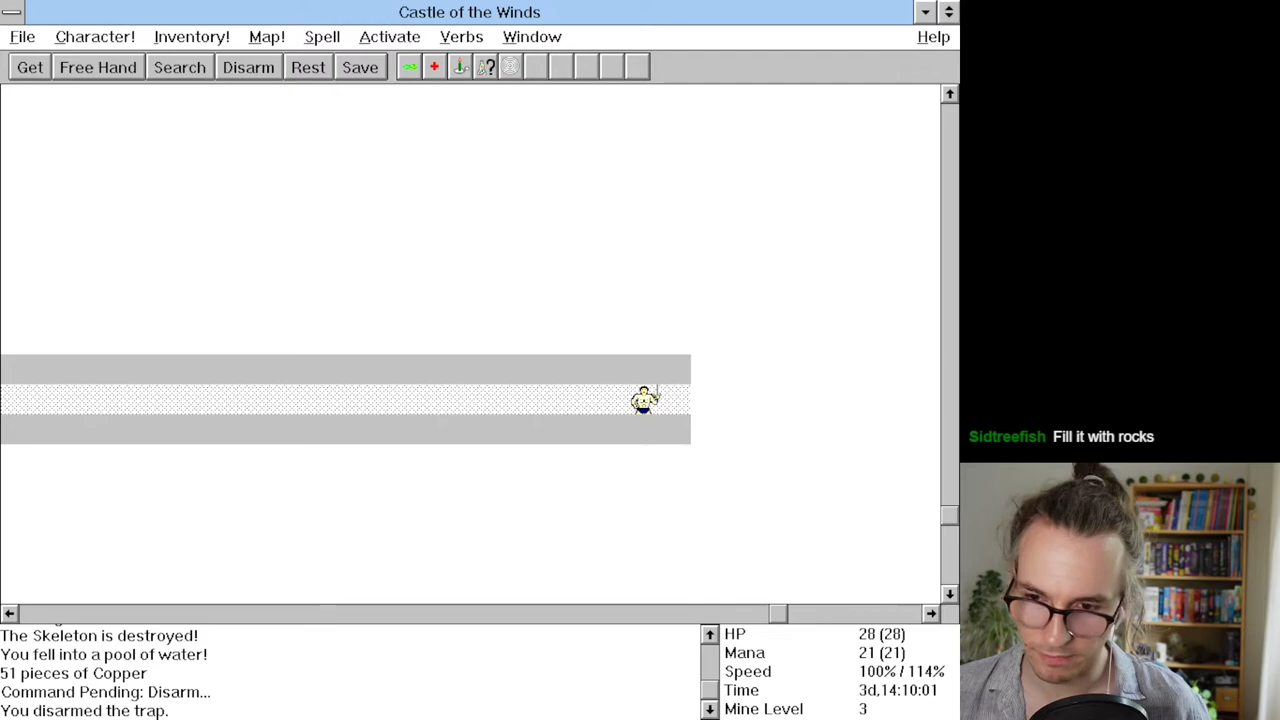 Castle of the Winds
File Character! Inventory! Map! Spell Activate Verbs Window Help
Get Free Hand Search Disarm Rest Save
Sidtreefish Fill it with rocks
The Skeleton is destroyed!
You fell into a pool of water!
51 pieces of Copper
Command Pending: Disarm...
You disarmed the trap.
HP 28 (28)
Mana 21 (21)
Speed 100% / 114%
Time 3d,14:10:01
Mine Level 3